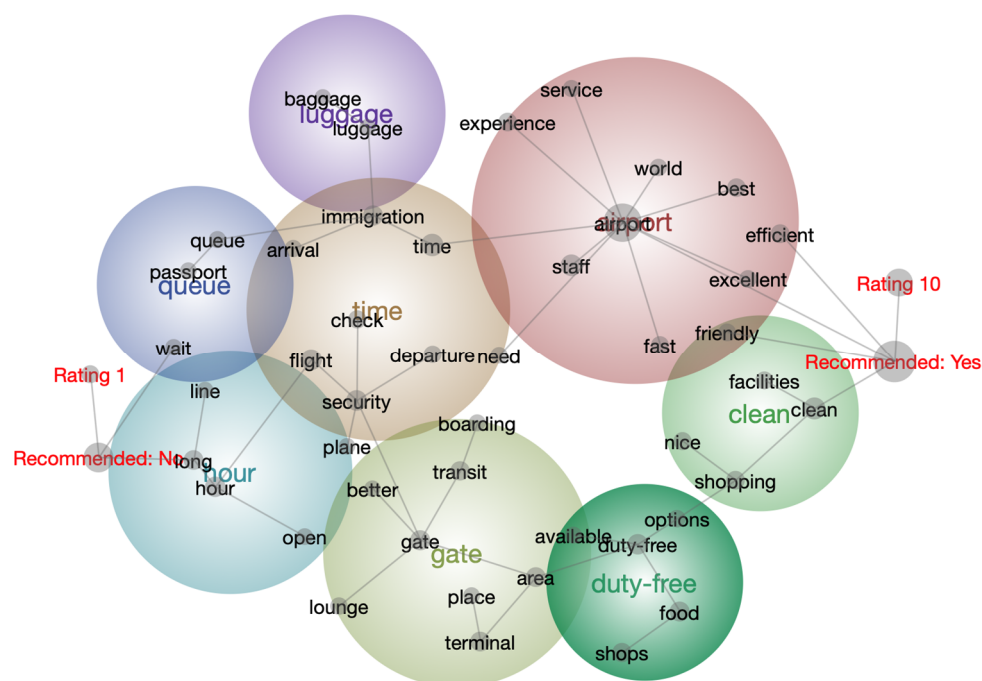 baggage
luggage
luggage
service
experience
world
best
airport
airport
efficient
immigration
queue
arrival
time
staff
passport
queue
excellent
Rating 10
time
check
friendly
fast
wait
flight
departure
need
Recommended: Yes
Rating 1
line
facilities
security
clean
clean
boarding
nice
plane
Recommended: No
long
hour
hour
transit
shopping
better
options
open
gate
gate
available
duty-free
area
duty-free
place
lounge
food
terminal
shops